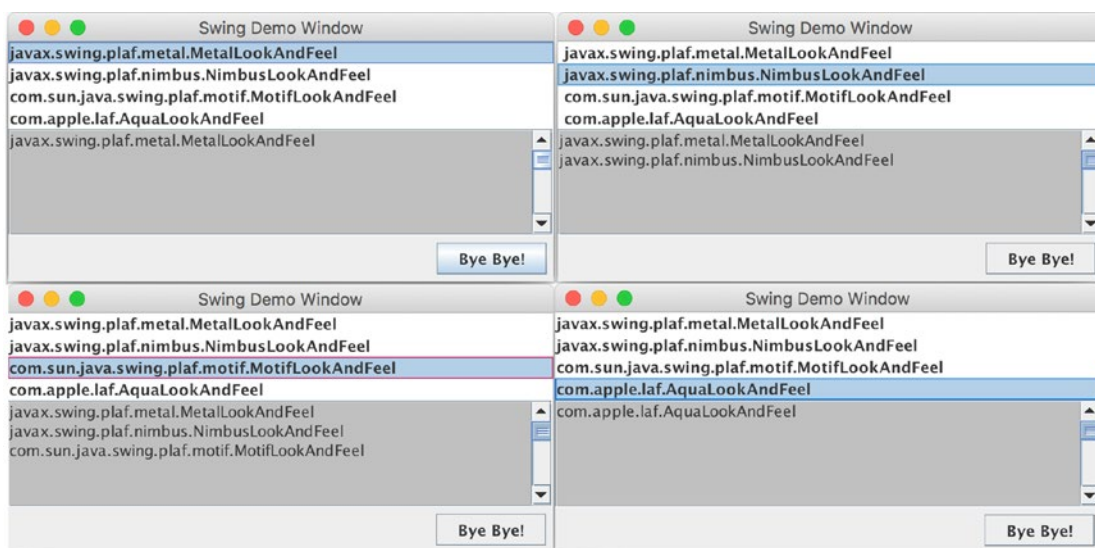 Swing Demo Window
javax.swing.plaf.metal.MetalLookAndFeel
javax.swing.plaf.nimbus.NimbusLookAndFeel
com.sun.java.swing.plaf.motif.MotifLookAndFeel
com.apple.laf.AquaLookAndFeel
javax.swing.plaf.metal.MetalLookAndFeel
Bye Bye!
Swing Demo Window
javax.swing.plaf.metal.MetalLookAndFeel
javax.swing.plaf.nimbus.NimbusLookAndFeel
com.sun.java.swing.plaf.motif.MotifLookAndFeel
com.apple.laf.AquaLookAndFeel
javax.swing.plaf.metal.MetalLookAndFeel
javax.swing.plaf.nimbus.NimbusLookAndFeel
Bye Bye!
Swing Demo Window
javax.swing.plaf.metal.MetalLookAndFeel
javax.swing.plaf.nimbus.NimbusLookAndFeel
com.sun.java.swing.plaf.motif.MotifLookAndFeel
com.apple.laf.AquaLookAndFeel
javax.swing.plaf.metal.MetalLookAndFeel
javax.swing.plaf.nimbus.NimbusLookAndFeel
com.sun.java.swing.plaf.motif.MotifLookAndFeel
Bye Bye!
Swing Demo Window
javax.swing.plaf.metal.MetalLookAndFeel
javax.swing.plaf.nimbus.NimbusLookAndFeel
com.sun.java.swing.plaf.motif.MotifLookAndFeel
com.apple.laf.AquaLookAndFeel
com.apple.laf.AquaLookAndFeel
Bye Bye!